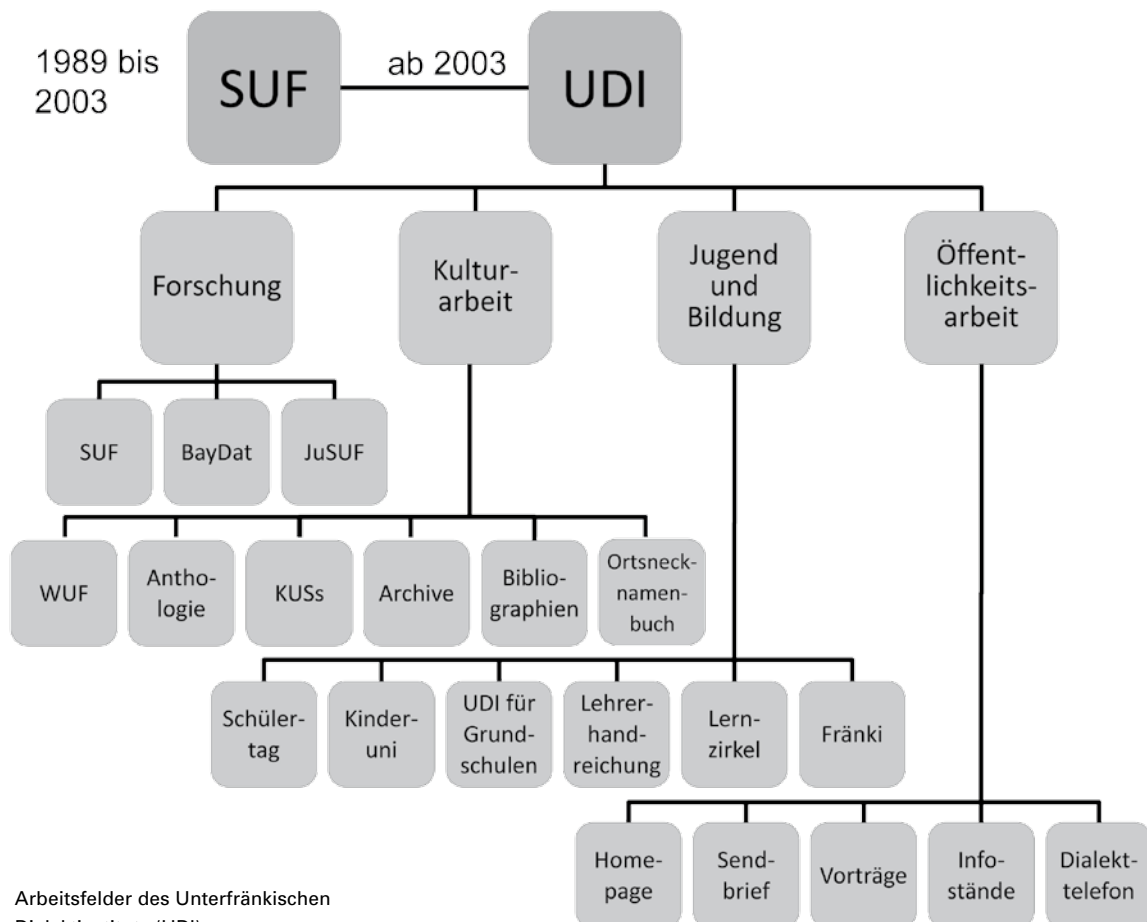 1989 bis
2003
SUF
ab 2003
UDI
Forschung
Kultur-
arbeit
Jugend
und
Bildung
Öffent-
lichkeits-
arbeit
SUF
BayDat
JuSUF
WUF
Antho-
logie
KUSs
Archive
Biblio-
graphien
Ortsneck-
namen-
buch
Schüler-
tag
Kinder-
uni
UDI für
Grund-
schulen
Lehrer-
hand-
reichung
Lern-
zirkel
Fränki
Home-
page
Send-
brief
Vorträge
Info-
stände
Dialekt-
telefon
Arbeitsfelder des Unterfränkischen